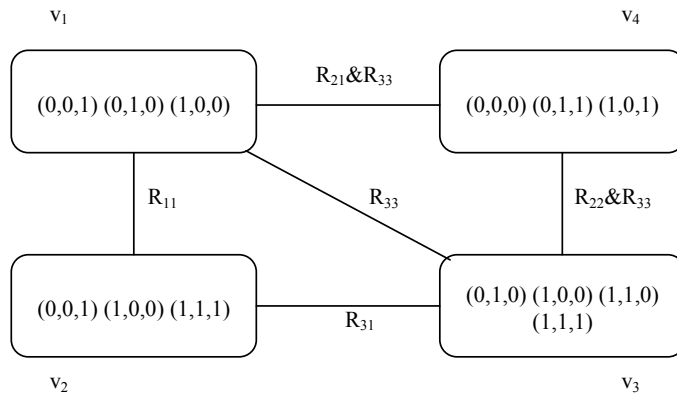 v1 v4
R21&R33
(0,0,1) (0,1,0) (1,0,0) (0,0,0) (0,1,1) (1,0,1)
R11 R33 R22&R33
(0,0,1) (1,0,0) (1,1,1) (0,1,0) (1,0,0) (1,1,0)
(1,1,1)
R31
v2 v3